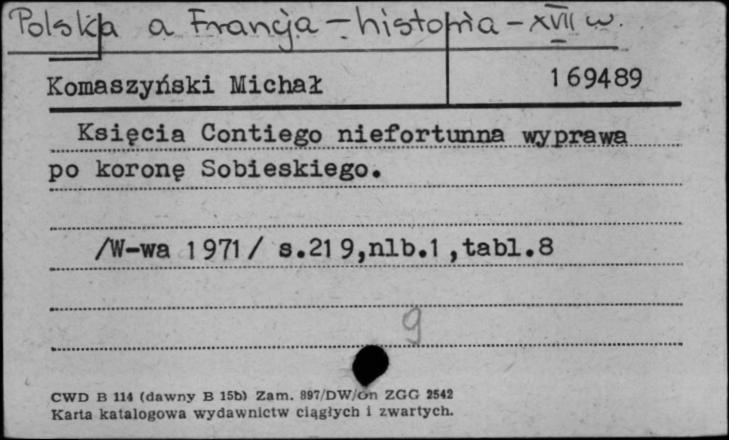 Polska a Francja – historia – XVII w.
Komaszyński Michał 169489
Księcia Contiego niefortunna wyprawa
po koronę Sobieskiego.
/W-wa 1971/ s.219,nlb.1,tabl.8
9
CWD B 114 (dawny B 15b) Zam. 897/DW/on ZGG 2542
Karta katalogowa wydawnictw ciągłych i zwartych.